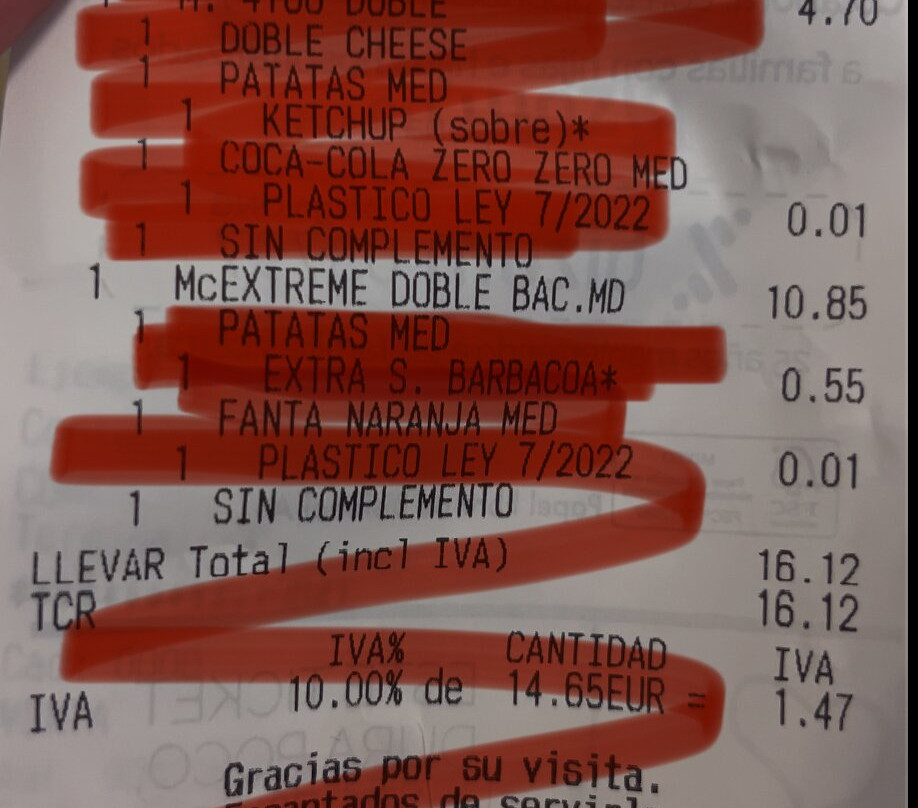 DOBLE 4.70
1 DOBLE CHEESE
1 PATATAS MED
1 KETCHUP (sobre)*
1 COCA-COLA ZERO ZERO MED
1 PLASTICO LEY 7/2022 0.01
1 SIN COMPLEMENTO
1 McEXTREME DOBLE BAC.MD 10.85
1 PATATAS MED
1 EXTRA S. BARBACOA* 0.55
1 FANTA NARANJA MED
1 PLASTICO LEY 7/2022 0.01
1 SIN COMPLEMENTO
LLEVAR Total (incl IVA) 16.12
TCR 16.12
IVA% CANTIDAD IVA
IVA 10.00% de 14.65EUR = 1.47
Gracias por su visita.